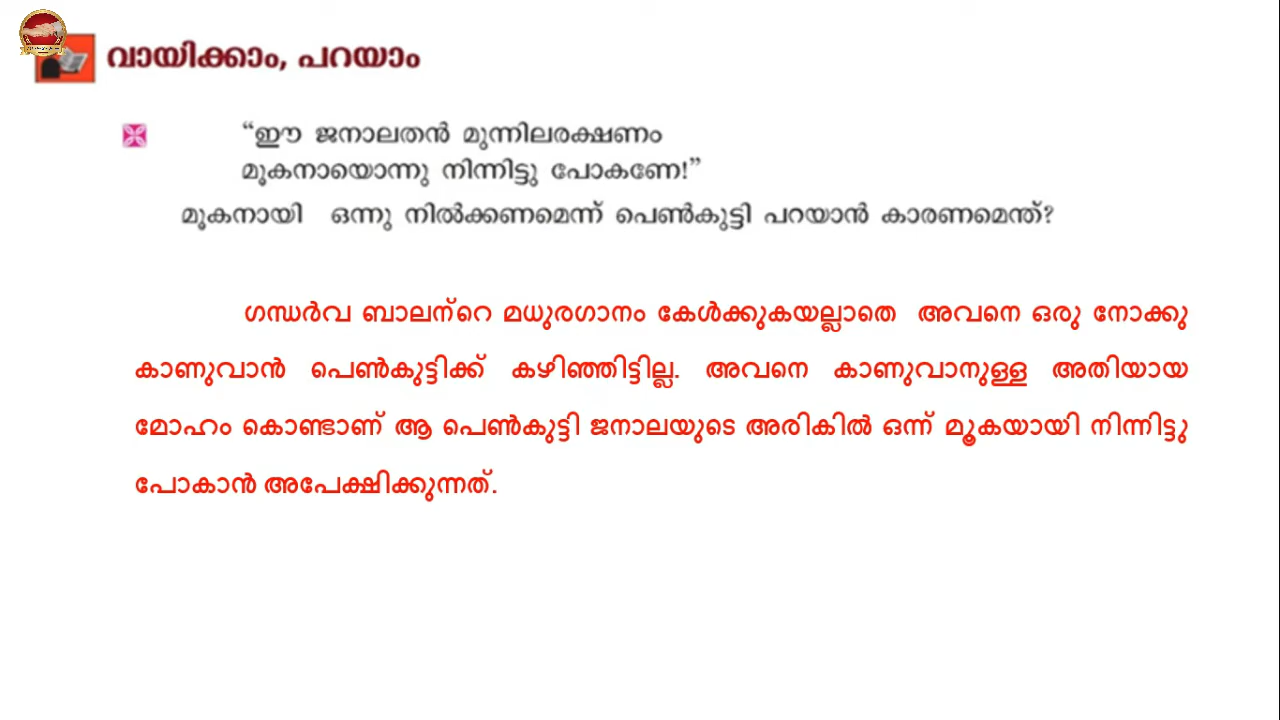 വായിക്കാം, പറയാം
“ഈ ജനാലതൻ മുന്നിലരക്ഷണം
മൂകനായൊന്നു നിന്നിട്ടു പോകണേ!”
മൂകനായി ഒന്നു നിൽക്കണമെന്ന് പെൺകുട്ടി പറയാൻ കാരണമെന്ത്?
ഗന്ധർവ ബാലന്റെ മധുരഗാനം കേൾക്കുകയല്ലാതെ അവനെ ഒരു നോക്കു
കാണുവാൻ പെൺകുട്ടിക്ക് കഴിഞ്ഞിട്ടില്ല. അവനെ കാണുവാനുള്ള അതിയായ
മോഹം കൊണ്ടാണ് ആ പെൺകുട്ടി ജനാലയുടെ അരികിൽ ഒന്ന് മൂകയായി നിന്നിട്ടു
പോകാൻ അപേക്ഷിക്കുന്നത്.